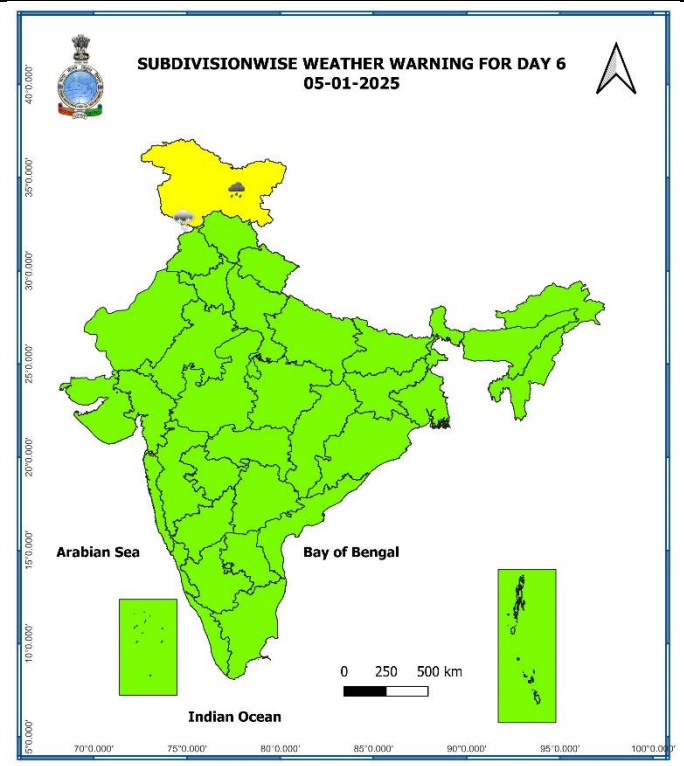 SUBDIVISIONWISE WEATHER WARNING FOR DAY 6
05-01-2025
40°0.000'
35°0.000'
30°0.000'
25°0.000'
20°0.000'
15°0.000'
10°0.000'
5°0.000'
Arabian Sea
Bay of Bengal
0 250 500 km
Indian Ocean
70°0.000' 75°0.000' 80°0.000' 85°0.000' 90°0.000' 95°0.000' 100°0.000'